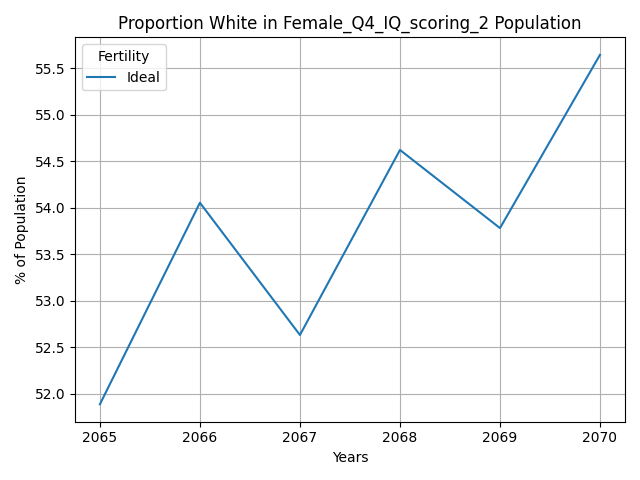 Proportion White in Female_Q4_IQ_scoring_2 Population
Fertility
Ideal
% of Population
55.5
55.0
54.5
54.0
53.5
53.0
52.5
52.0
2065 2066 2067 2068 2069 2070
Years